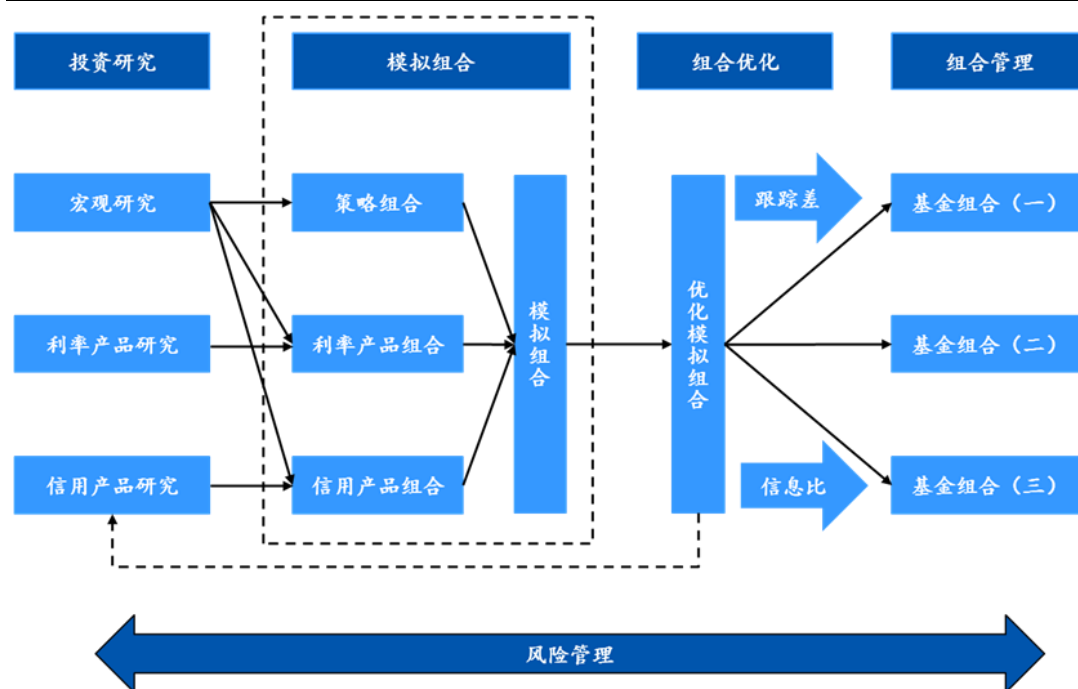 投资研究
模拟组合
组合优化
组合管理
宏观研究
策略组合
跟踪差
基金组合（一）
利率产品研究
利率产品组合
模拟组合
优化模拟组合
基金组合（二）
信用产品研究
信用产品组合
信息比
基金组合（三）
风险管理